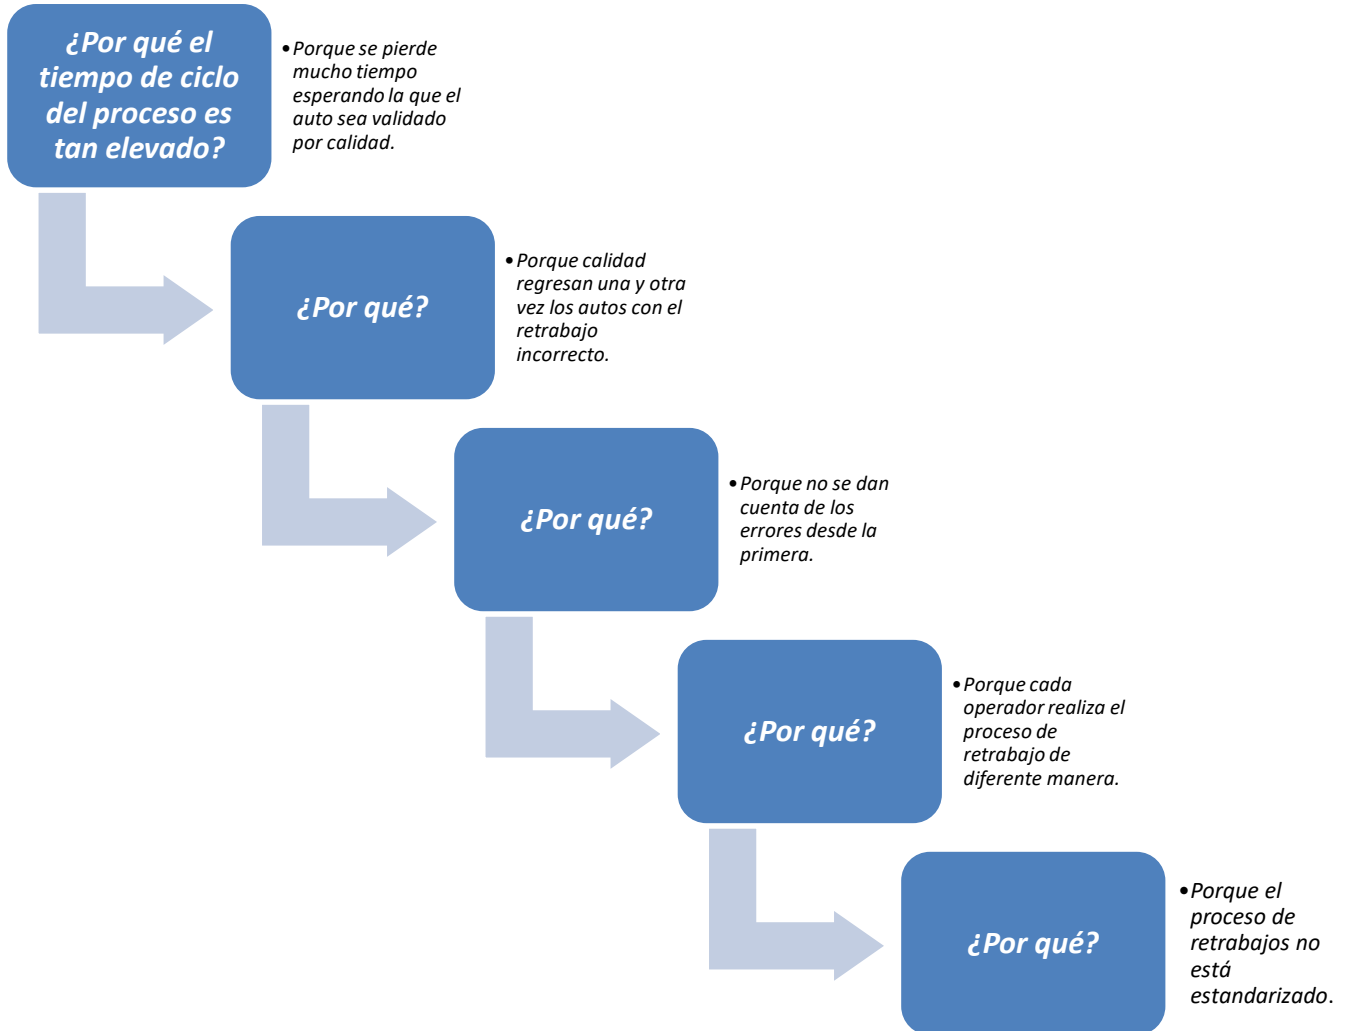 ¿Por qué el
tiempo de ciclo
del proceso es
tan elevado?
•Porque se pierde
mucho tiempo
esperando la que el
auto sea validado
por calidad.
¿Por qué?
•Porque calidad
regresan una y otra
vez los autos con el
retrabajo
incorrecto.
¿Por qué?
•Porque no se dan
cuenta de los
errores desde la
primera.
¿Por qué?
•Porque cada
operador realiza el
proceso de
retrabajo de
diferente manera.
¿Por qué?
•Porque el
proceso de
retrabajos no
está
estandarizado.